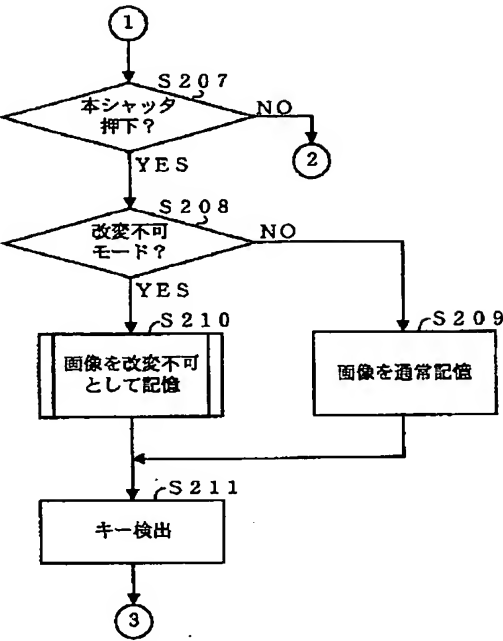 1
S207
本シャッタ
押下？
NO
2
YES
S208
改変不可
モード？
NO
YES
S210
画像を改変不可
として記憶
S209
画像を通常記憶
S211
キー検出
3